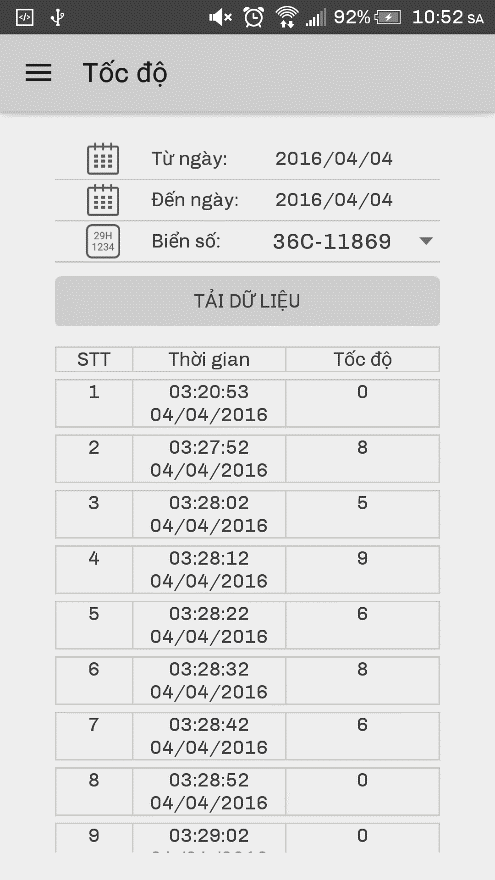 92% 10:52 SA
Tốc độ
Từ ngày: 2016/04/04
Đến ngày: 2016/04/04
29H
1234
Biển số: 36C-11869
TẢI DỮ LIỆU
STT Thời gian Tốc độ
1 03:20:53 0
04/04/2016
2 03:27:52 8
04/04/2016
3 03:28:02 5
04/04/2016
4 03:28:12 9
04/04/2016
5 03:28:22 6
04/04/2016
6 03:28:32 8
04/04/2016
7 03:28:42 6
04/04/2016
8 03:28:52 0
04/04/2016
9 03:29:02 0